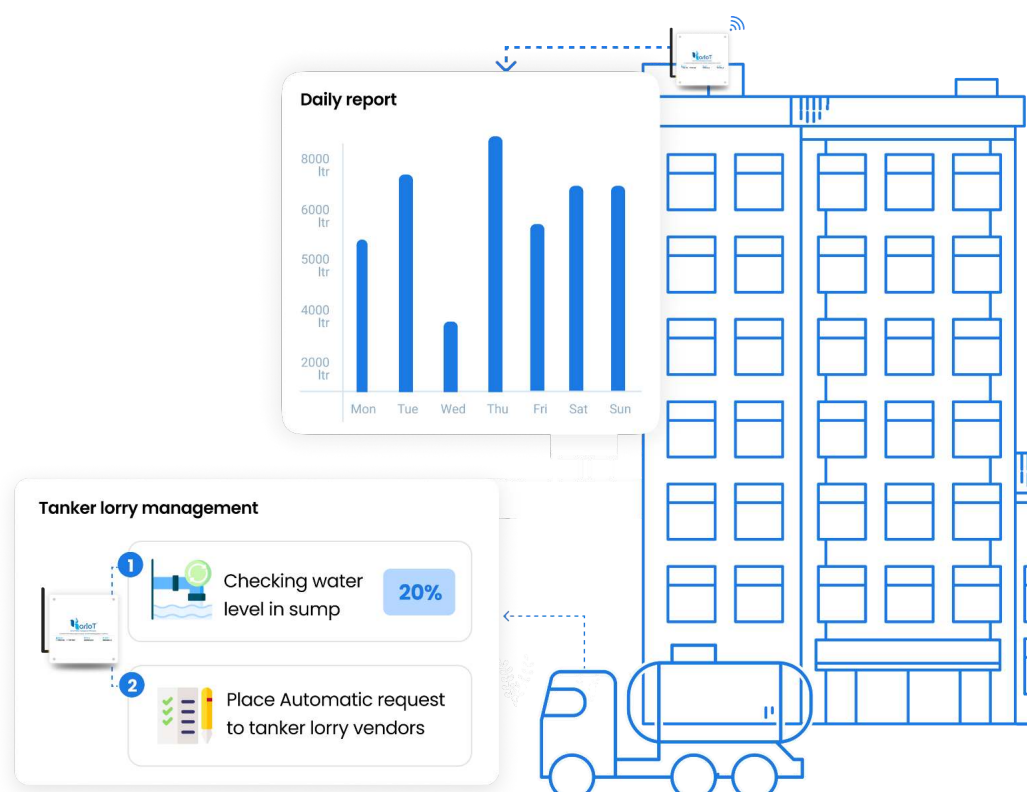 Daily report
8000
ltr
6000
ltr
5000
ltr
4000
ltr
2000
ltr
Mon Tue Wed Thu Fri Sat Sun
Tanker lorry management
1
Checking water
level in sump
20%
2
Place Automatic request
to tanker lorry vendors